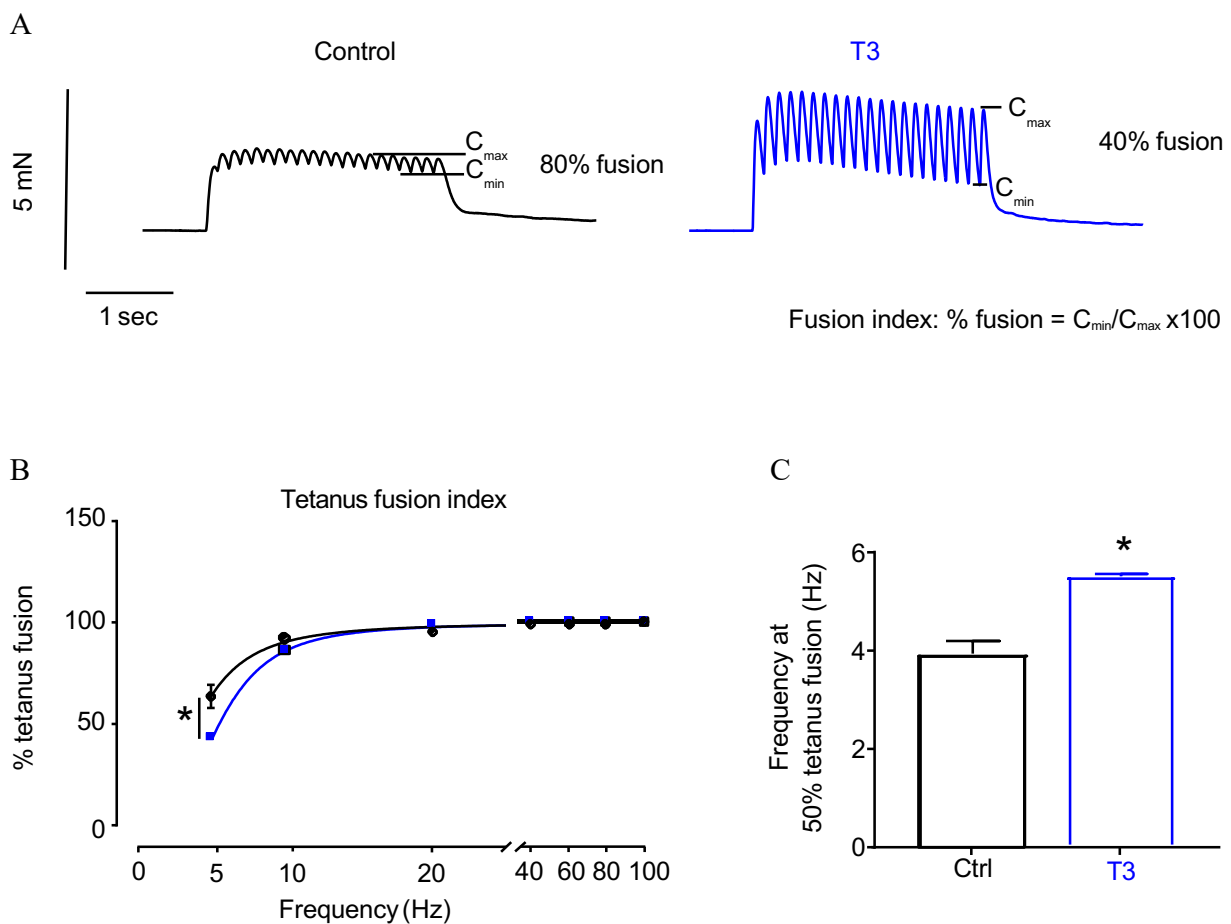 A
Control
T3
5 mN
C max
C min
80% fusion
C max
C min
40% fusion
1 sec
Fusion index: % fusion = Cmin/Cmax x100
B
Tetanus fusion index
% tetanus fusion
150
100
50
0
*
0 5 10 20 40 60 80 100
Frequency (Hz)
C
Frequency at
50% tetanus fusion (Hz)
6
4
2
0
*
Ctrl T3